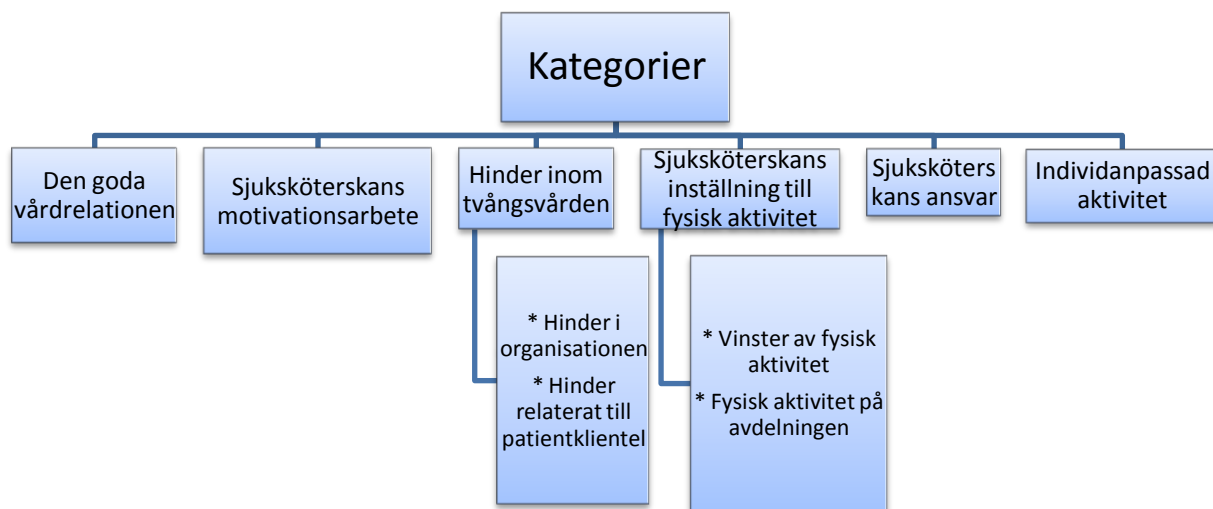 Kategorier
Den goda
vårdrelationen
Sjuksköterskans
motivationsarbete
Hinder inom
tvångsvården
Sjuksköterskans
inställning till
fysisk aktivitet
Sjuksköters
kans ansvar
Individanpassad
aktivitet
* Hinder i
organisationen
* Hinder
relaterat till
patientklientel
* Vinster av fysisk
aktivitet
* Fysisk aktivitet på
avdelningen